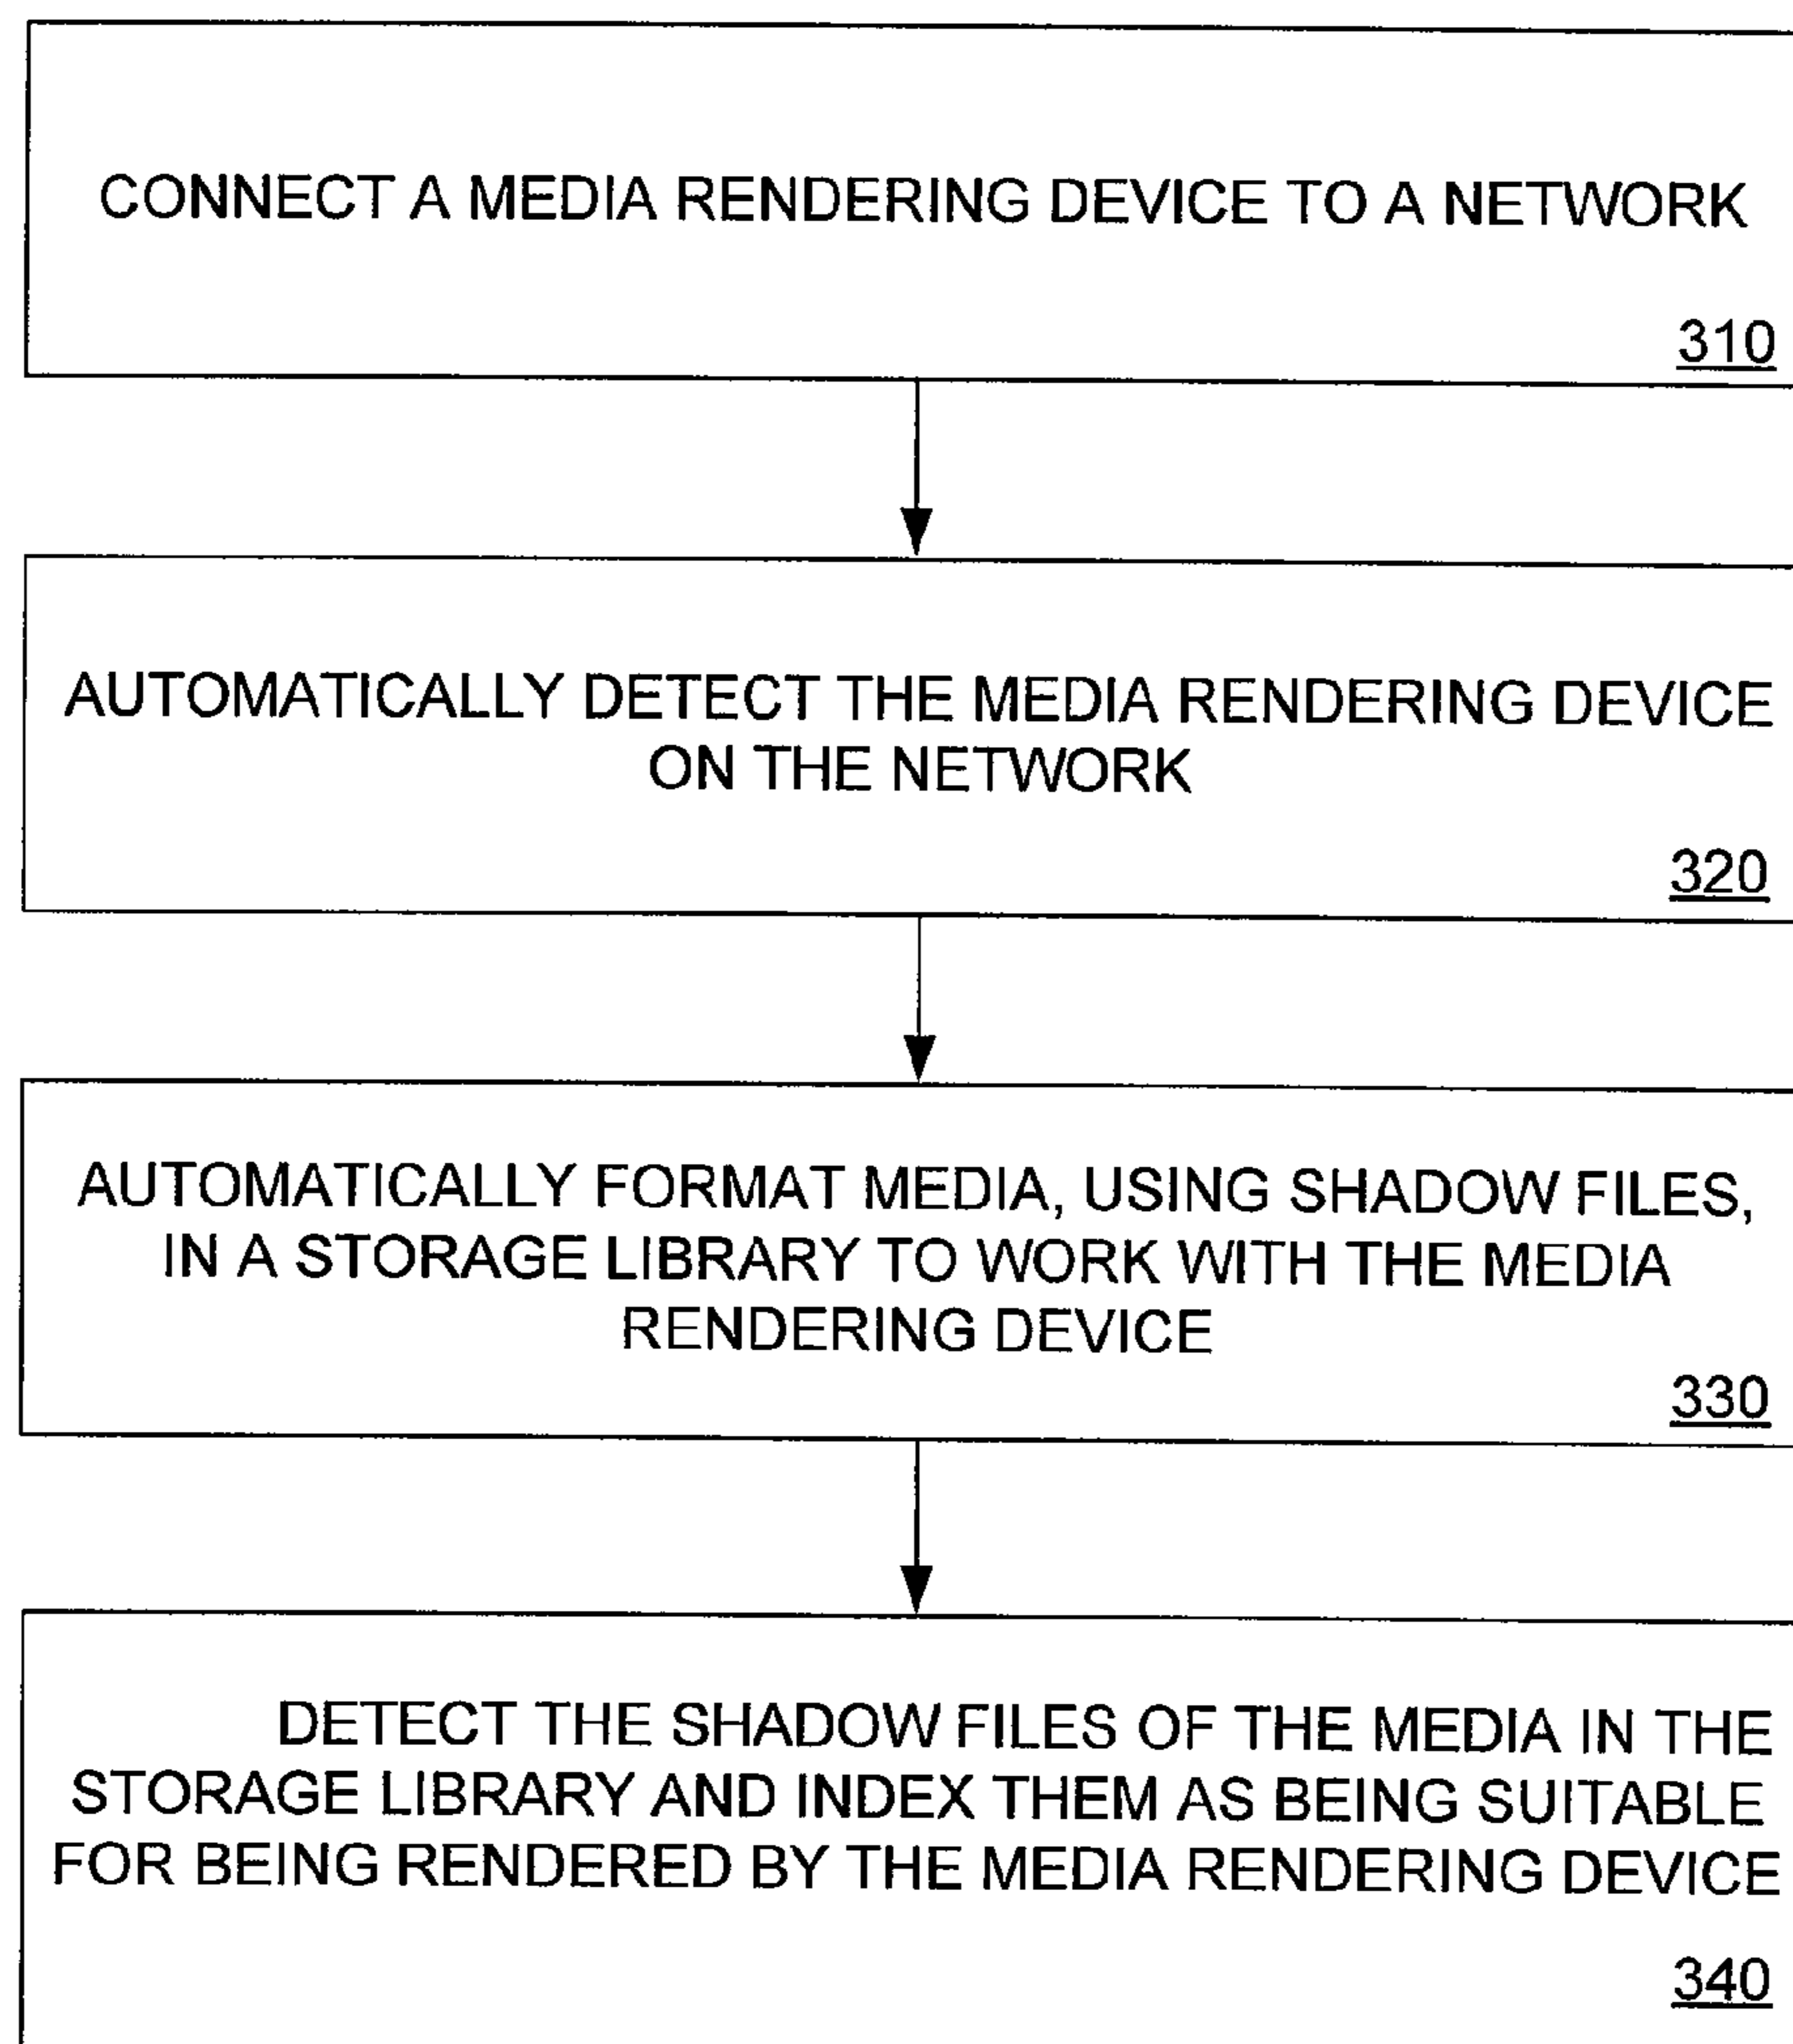 CONNECT A MEDIA RENDERING DEVICE TO A NETWORK
310
AUTOMATICALLY DETECT THE MEDIA RENDERING DEVICE
ON THE NETWORK
320
AUTOMATICALLY FORMAT MEDIA, USING SHADOW FILES,
IN A STORAGE LIBRARY TO WORK WITH THE MEDIA
RENDERING DEVICE
330
DETECT THE SHADOW FILES OF THE MEDIA IN THE
STORAGE LIBRARY AND INDEX THEM AS BEING SUITABLE
FOR BEING RENDERED BY THE MEDIA RENDERING DEVICE
340